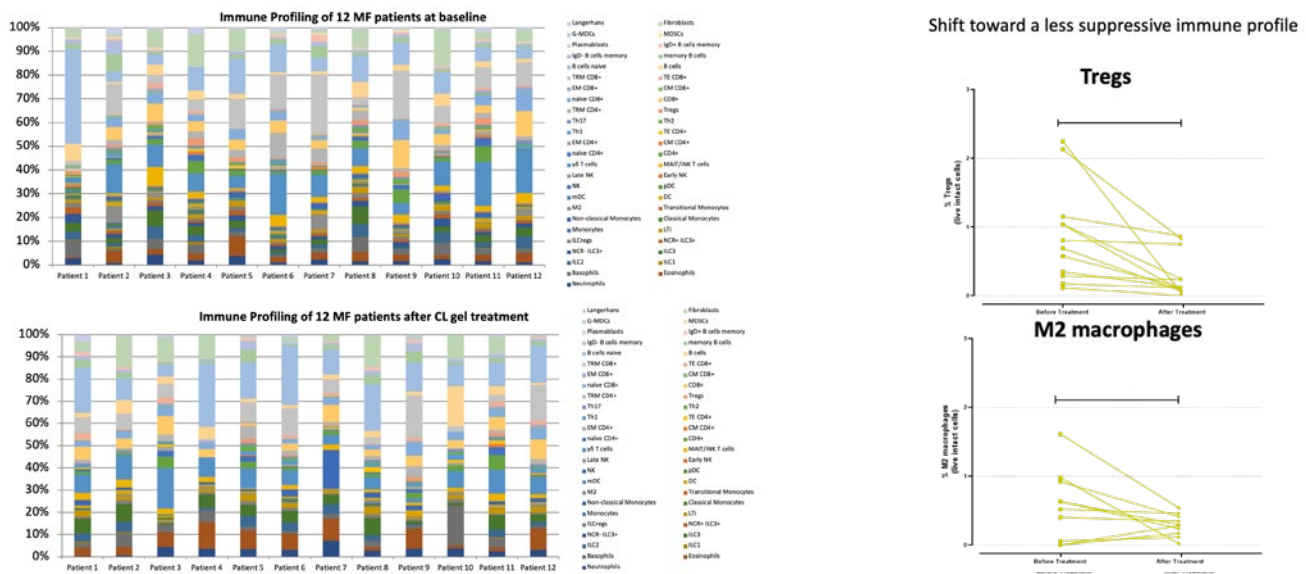 Immune Profiling of 12 MF patients at baseline
100%
90%
80%
70%
60%
50%
40%
30%
20%
10%
0%
Patient 1 Patient 2 Patient 3 Patient 4 Patient 5 Patient 6 Patient 7 Patient 8 Patient 9 Patient 10 Patient 11 Patient 12
Langerhans Fibroblasts
G-MDCs MDSCs
Plasmablasts IgD+ B cells memory
IgD- B cells memory memory B cells
B cells naive B cells
TRM CD8+ TE CD8+
EM CD8+ CM CD8+
naive CD8+ CD8+
TRM CD4+ Tregs
Th17 Th2
Th1 TE CD4+
EM CD4+ CM CD4+
naive CD4+ CD4+
γδ T cells MAIT/iNK T cells
Late NK Early NK
NK pDC
mDC DC
M2 Transitional Monocytes
Non-classical Monocytes Classical Monocytes
Monocytes LTi
ILCregs NCR+ ILC3+
NCR- ILC3+ ILC3
ILC2 ILC1
Basophils Eosinophils
Neutrophils
Immune Profiling of 12 MF patients after CL gel treatment
100%
90%
80%
70%
60%
50%
40%
30%
20%
10%
0%
Patient 1 Patient 2 Patient 3 Patient 4 Patient 5 Patient 6 Patient 7 Patient 8 Patient 9 Patient 10 Patient 11 Patient 12
Langerhans Fibroblasts
G-MDCs MDSCs
Plasmablasts IgD+ B cells memory
IgD- B cells memory memory B cells
B cells naive B cells
TRM CD8+ TE CD8+
EM CD8+ CM CD8+
naive CD8+ CD8+
TRM CD4+ Tregs
Th17 Th2
Th1 TE CD4+
EM CD4+ CM CD4+
naive CD4+ CD4+
γδ T cells MAIT/iNK T cells
Late NK Early NK
NK pDC
mDC DC
M2 Transitional Monocytes
Non-classical Monocytes Classical Monocytes
Monocytes LTi
ILCregs NCR+ ILC3+
NCR- ILC3+ ILC3
ILC2 ILC1
Basophils Eosinophils
Neutrophils
Shift toward a less suppressive immune profile
Tregs
% Tregs
(live intact cells)
3
2
1
0
Before Treatment After Treatment
M2 macrophages
% M2 macrophages
(live intact cells)
3
2
1
0
Before Treatment After Treatment